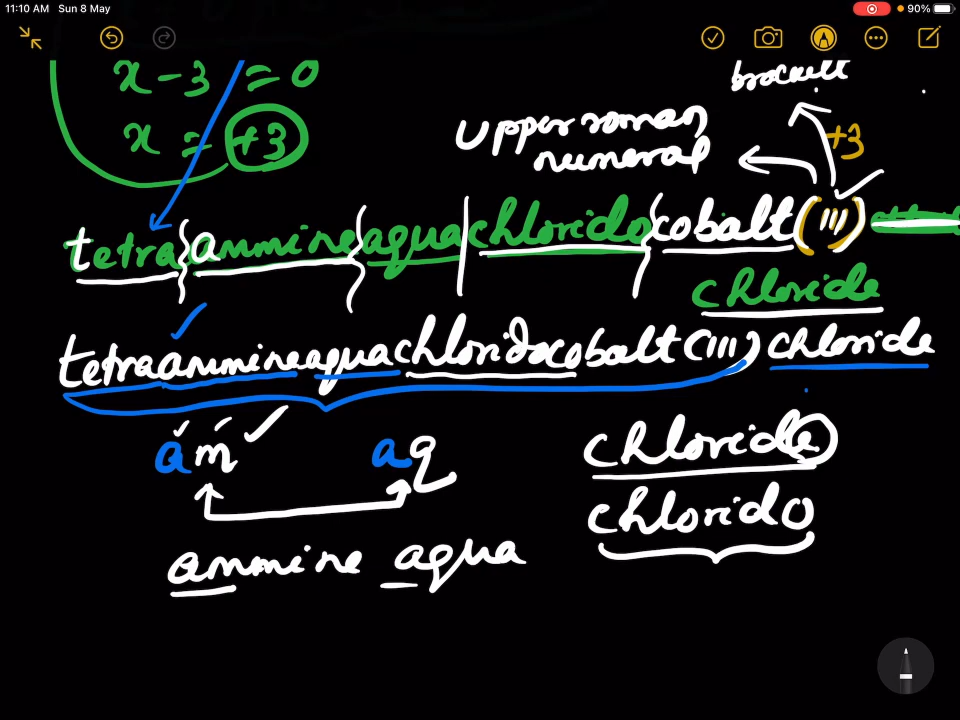 11:10 AM Sun 8 May
90%
x - 3 = 0
x = +3
bracket
upper roman
numeral
+3
tetra{ammine}aqua|chlorido{cobalt(III)
chloride
tetraammineaquachloridocobalt(III) chloride
am aq
chloride
chlorido
ammine aqua